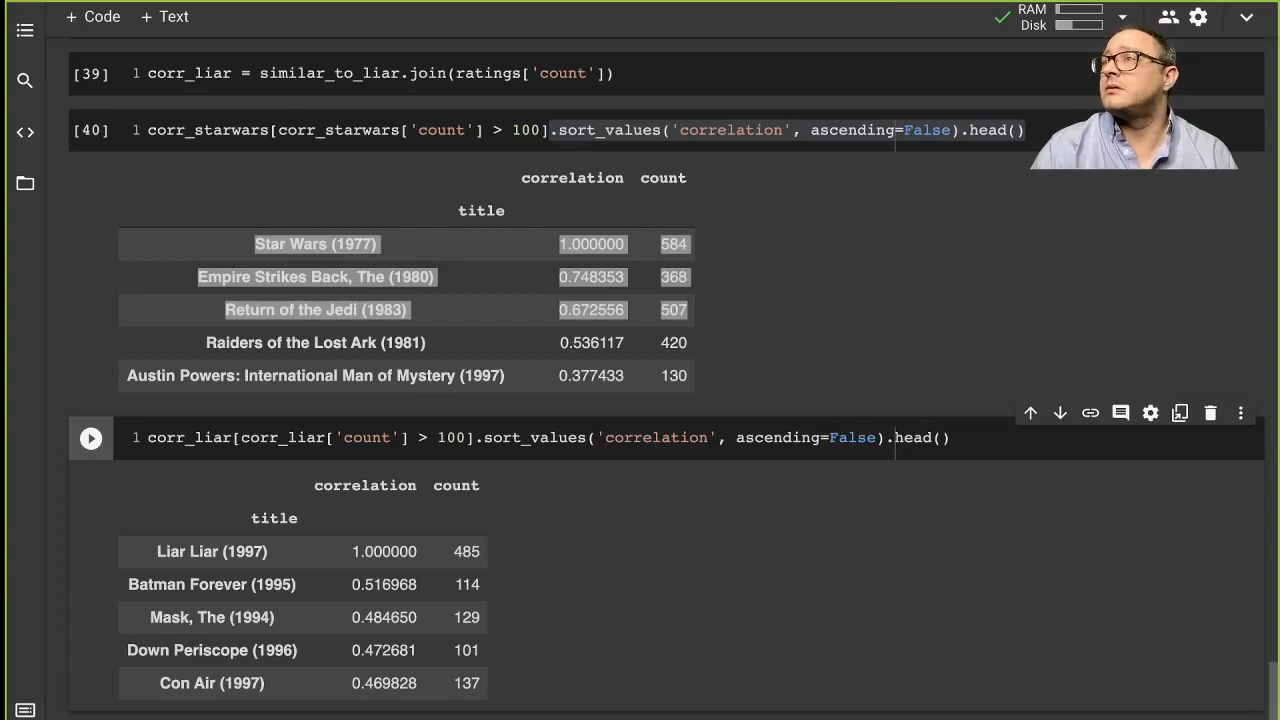 + Code + Text
RAM
Disk
[39] 1 corr_liar = similar_to_liar.join(ratings['count'])
[40] 1 corr_starwars[corr_starwars['count'] > 100].sort_values('correlation', ascending=False).head()
correlation count
title
Star Wars (1977) 1.000000 584
Empire Strikes Back, The (1980) 0.748353 368
Return of the Jedi (1983) 0.672556 507
Raiders of the Lost Ark (1981) 0.536117 420
Austin Powers: International Man of Mystery (1997) 0.377433 130
1 corr_liar[corr_liar['count'] > 100].sort_values('correlation', ascending=False).head()
correlation count
title
Liar Liar (1997) 1.000000 485
Batman Forever (1995) 0.516968 114
Mask, The (1994) 0.484650 129
Down Periscope (1996) 0.472681 101
Con Air (1997) 0.469828 137